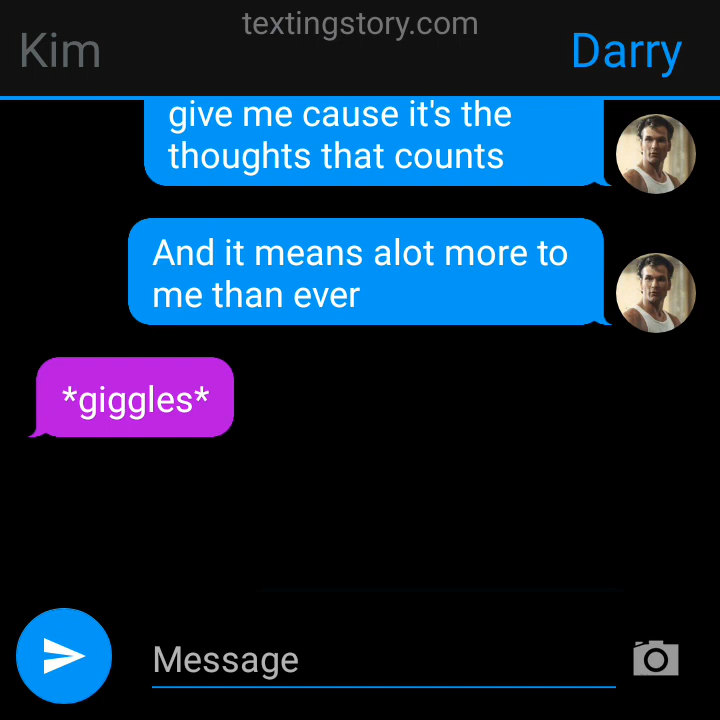 textingstory.com
Kim
Darry
give me cause it's the
thoughts that counts
And it means alot more to
me than ever
*giggles*
Message